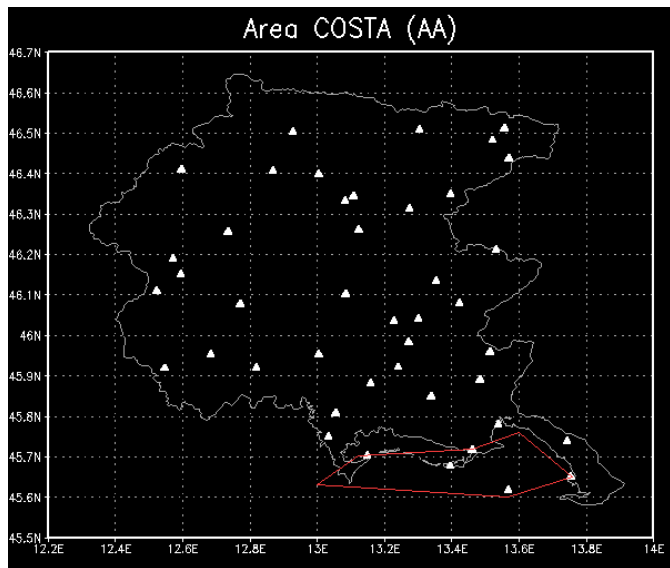 Area COSTA (AA)
46.7N
46.6N
46.5N
46.4N
46.3N
46.2N
46.1N
46N
45.9N
45.8N
45.7N
45.6N
45.5N
12.2E 12.4E 12.6E 12.8E 13E 13.2E 13.4E 13.6E 13.8E 14E